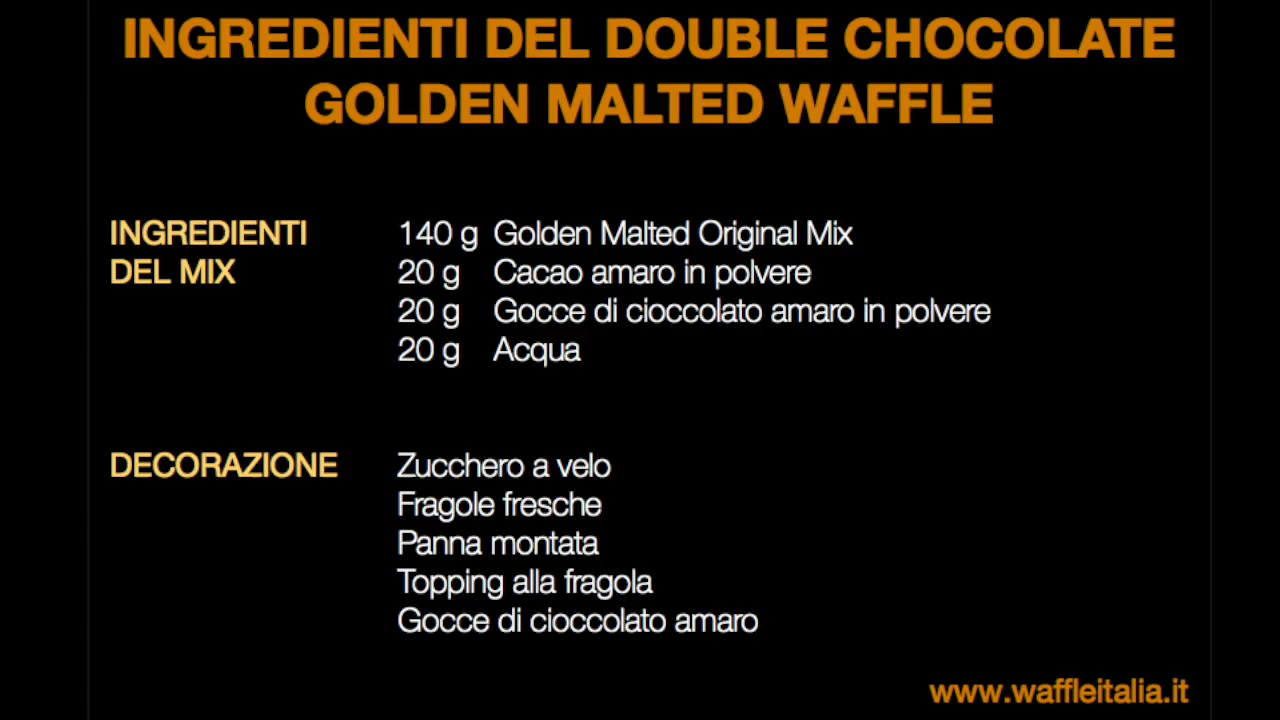 INGREDIENTI DEL DOUBLE CHOCOLATE
GOLDEN MALTED WAFFLE
INGREDIENTI
DEL MIX
140 g Golden Malted Original Mix
20 g Cacao amaro in polvere
20 g Gocce di cioccolato amaro in polvere
20 g Acqua
DECORAZIONE
Zucchero a velo
Fragole fresche
Panna montata
Topping alla fragola
Gocce di cioccolato amaro
www.waffleitalia.it